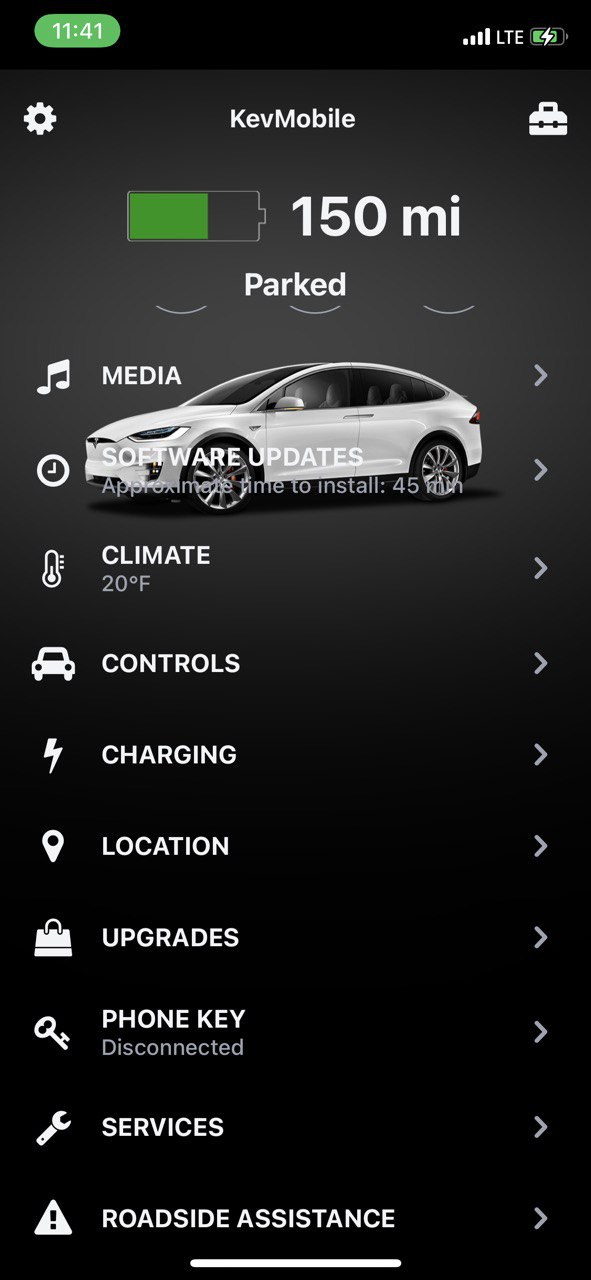 11:41
LTE
KevMobile
150 mi
Parked
MEDIA
SOFTWARE UPDATES
Approximate time to install: 45 min
CLIMATE
20°F
CONTROLS
CHARGING
LOCATION
UPGRADES
PHONE KEY
Disconnected
SERVICES
ROADSIDE ASSISTANCE